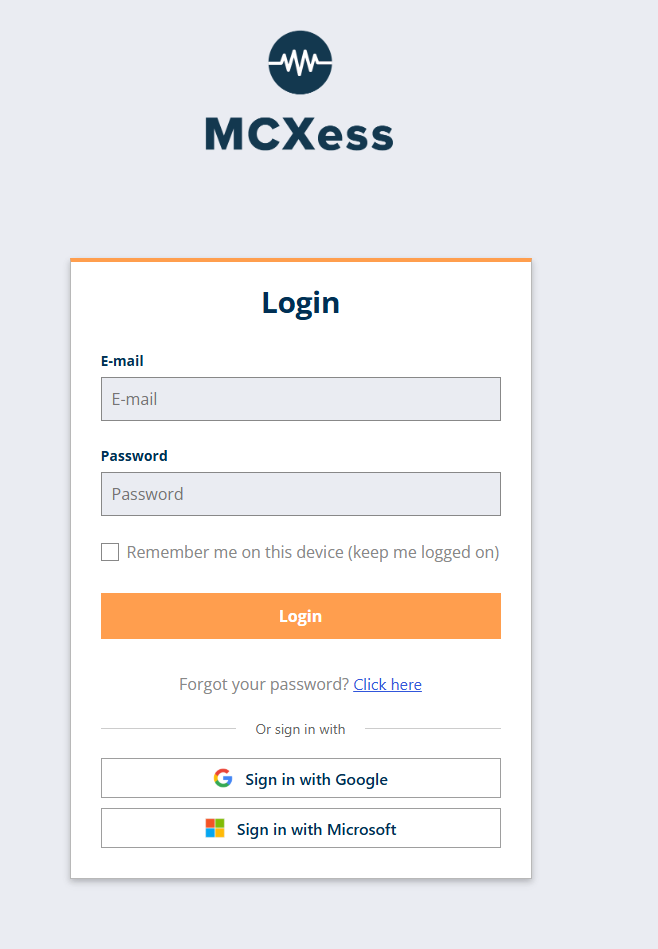 MCXess
Login
E-mail
E-mail
Password
Password
Remember me on this device (keep me logged on)
Login
Forgot your password? Click here
Or sign in with
Sign in with Google
Sign in with Microsoft